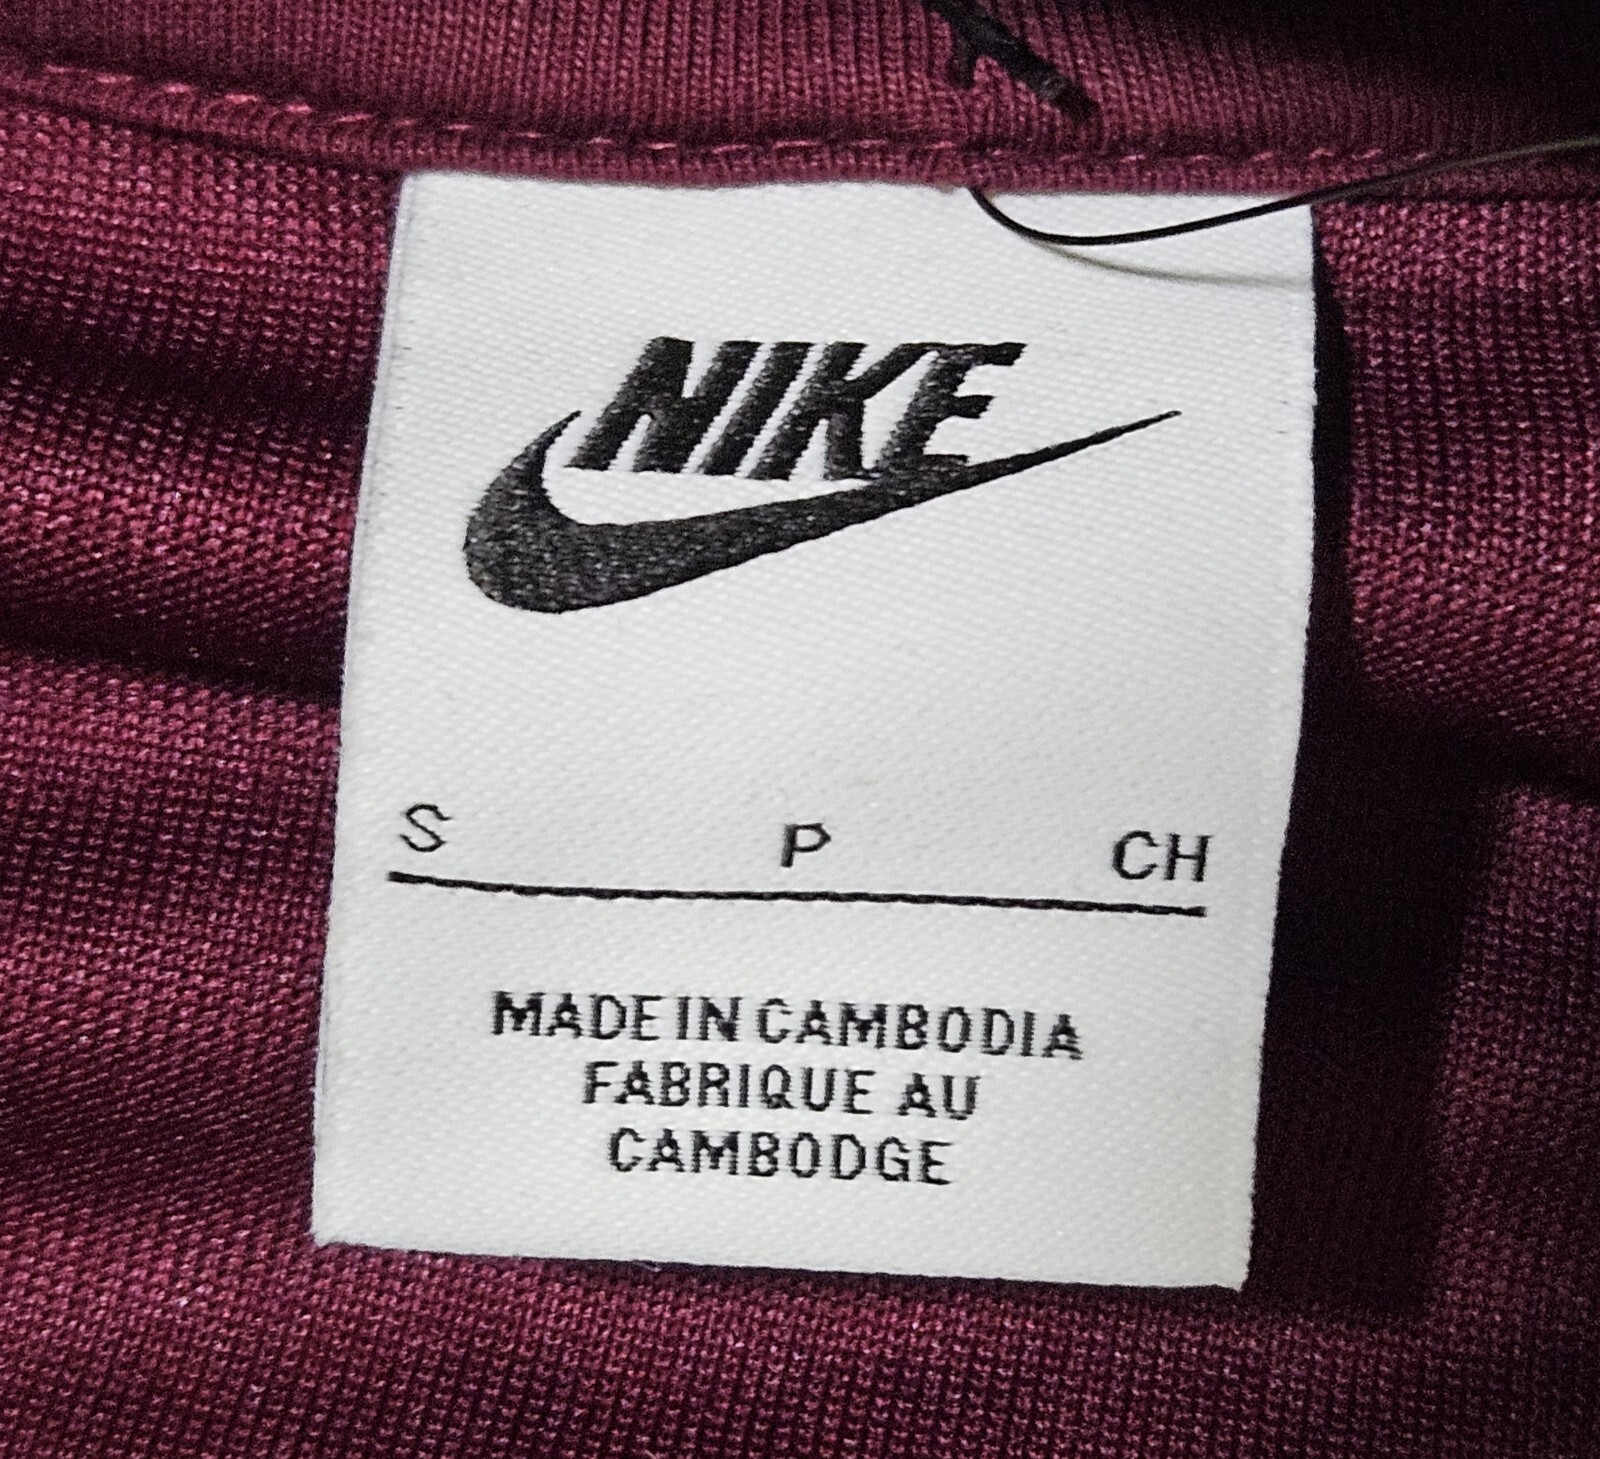 NIKE
S P CH
MADE IN CAMBODIA
FABRIQUE AU
CAMBODGE